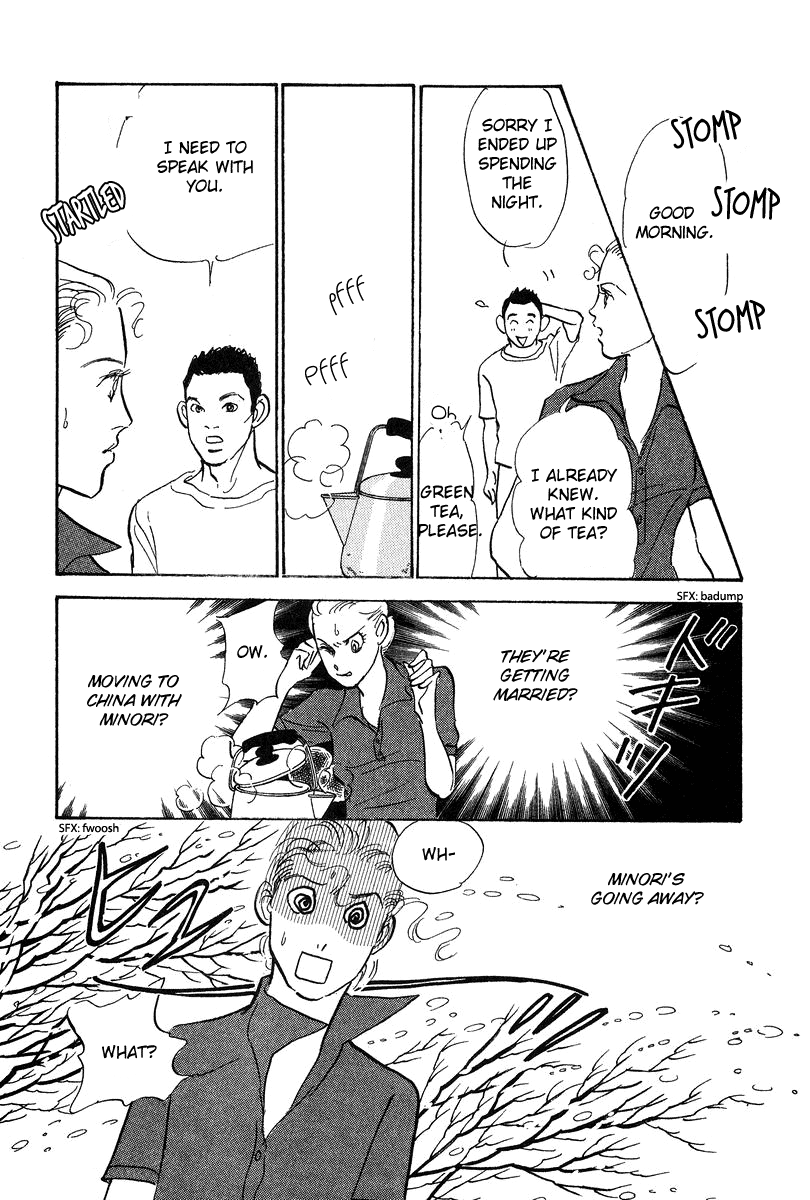 STOMP
STOMP
STOMP
GOOD
MORNING.
SORRY I
ENDED UP
SPENDING
THE
NIGHT.
I ALREADY
KNEW.
WHAT KIND
OF TEA?
Oh,
GREEN
TEA,
PLEASE.
pfff
pfff
I NEED TO
SPEAK WITH
YOU.
STARTLED
SFX: badump
ドキッ
THEY'RE
GETTING
MARRIED?
OW.
MOVING TO
CHINA WITH
MINORI?
SFX: fwoosh
ヒュゥッ
WH-
MINORI'S
GOING AWAY?
WHAT?